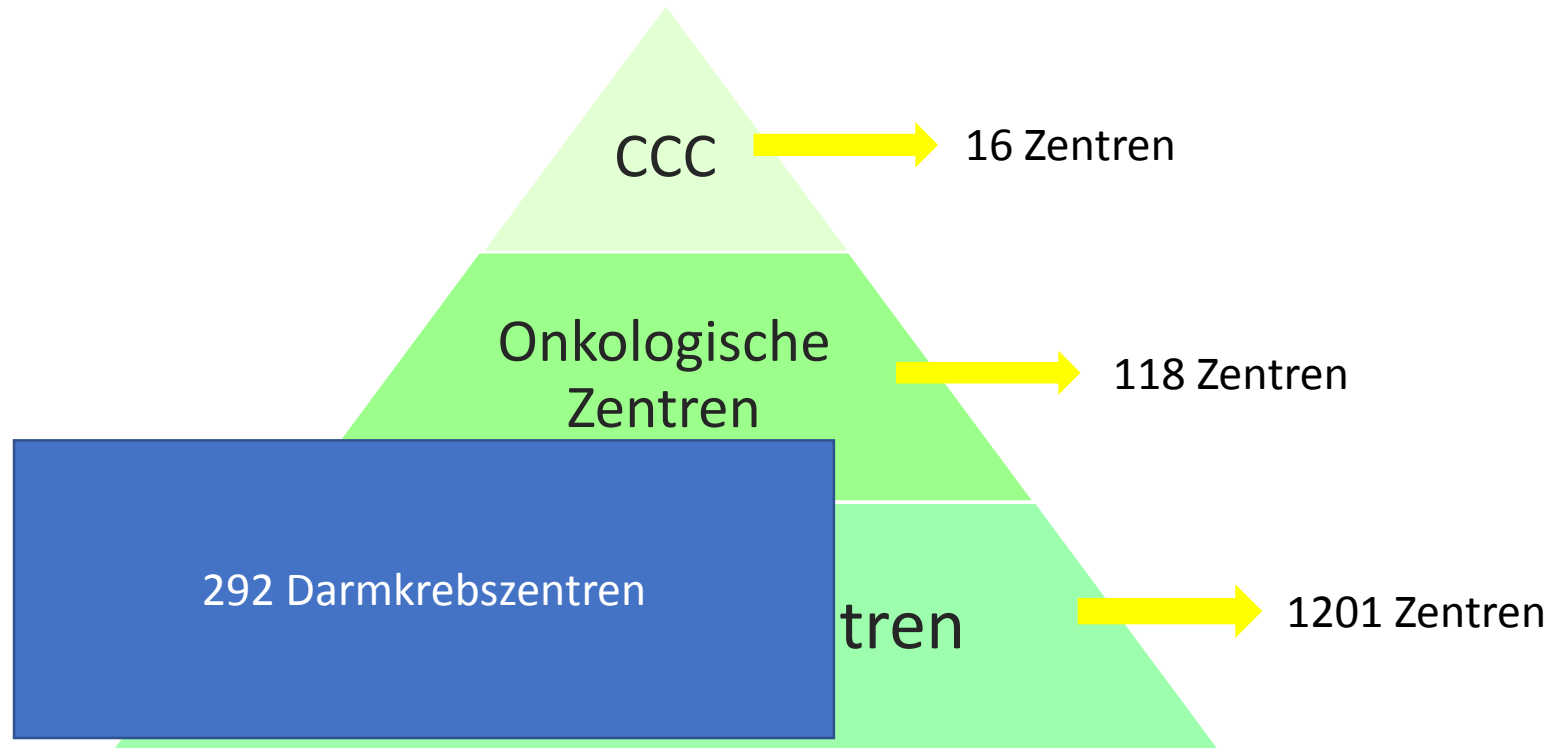 CCC
16 Zentren
Onkologische
Zentren
118 Zentren
292 Darmkrebszentren
tren
1201 Zentren